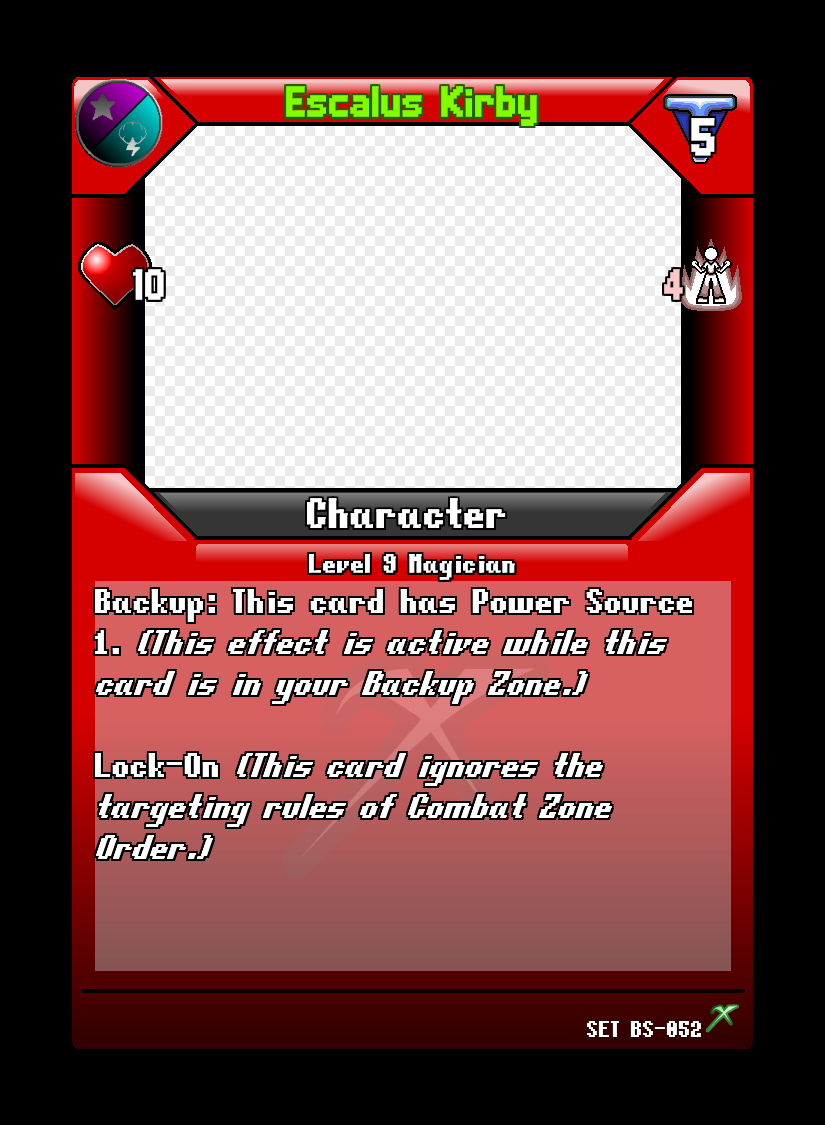 Escalus Kirby
5
10
4
Character
Level 9 Magician
Backup: This card has Power Source
1. (This effect is active while this
card is in your Backup Zone.)
Lock-On (This card ignores the
targeting rules of Combat Zone
Order.)
SET BS-052